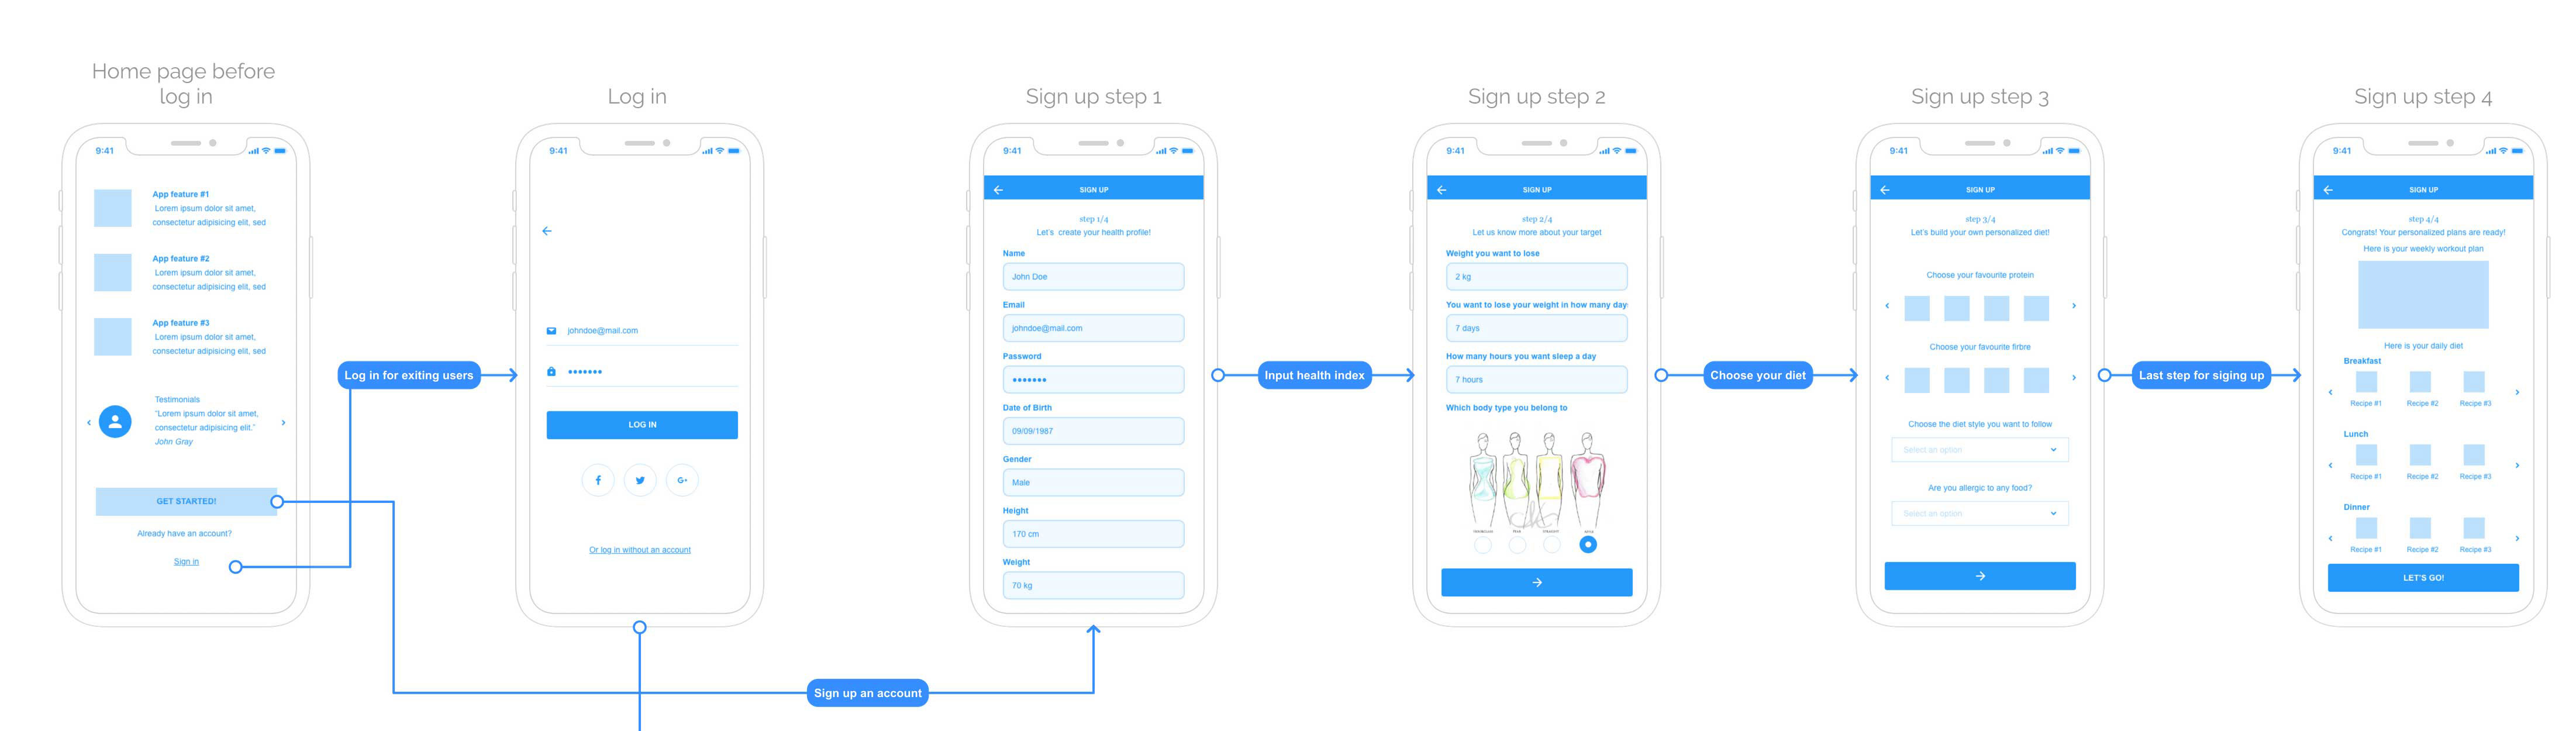 Home page before
log in
9:41
App feature #1
Lorem ipsum dolor sit amet,
consectetur adipisicing elit, sed
App feature #2
Lorem ipsum dolor sit amet,
consectetur adipisicing elit, sed
App feature #3
Lorem ipsum dolor sit amet,
consectetur adipisicing elit, sed
Testimonials
"Lorem ipsum dolor sit amet,
consectetur adipisicing elit."
John Gray
GET STARTED!
Already have an account?
Sign in
Log in for exiting users
Log in
9:41
johndoe@mail.com
LOG IN
G+
Or log in without an account
Sign up an account
Sign up step 1
9:41
SIGN UP
step 1/4
Let's create your health profile!
Name
John Doe
Email
johndoe@mail.com
Password
Date of Birth
09/09/1987
Gender
Male
Height
170 cm
Weight
70 kg
Input health index
Sign up step 2
9:41
SIGN UP
step 2/4
Let us know more about your target
Weight you want to lose
2 kg
You want to lose your weight in how many day
7 days
How many hours you want sleep a day
7 hours
Which body type you belong to
Choose your diet
Sign up step 3
9:41
SIGN UP
step 3/4
Let's build your own personalized diet!
Choose your favourite protein
Choose your favourite firbre
Choose the diet style you want to follow
Select an option
Are you allergic to any food?
Select an option
Last step for siging up
Sign up step 4
9:41
SIGN UP
step 4/4
Congrats! Your personalized plans are ready!
Here is your weekly workout plan
Here is your daily diet
Breakfast
Recipe #1 Recipe #2 Recipe #3
Lunch
Recipe #1 Recipe #2 Recipe #3
Dinner
Recipe #1 Recipe #2 Recipe #3
LET'S GO!